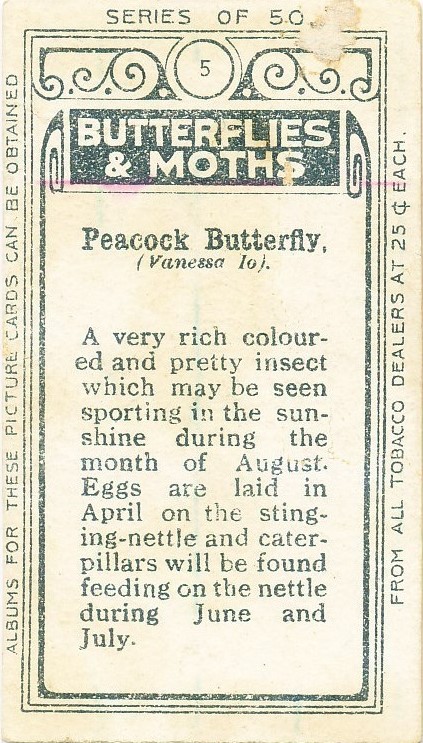 SERIES OF 50
5
BUTTERFLIES
& MOTHS
Peacock Butterfly,
(Vanessa Io).
A very rich colour-
ed and pretty insect
which may be seen
sporting in the sun-
shine during the
month of August.
Eggs are laid in
April on the sting-
ing-nettle and cater-
pillars will be found
feeding on the nettle
during June and
July.
ALBUMS FOR THESE PICTURE CARDS CAN BE OBTAINED
FROM ALL TOBACCO DEALERS AT 25 ¢ EACH.